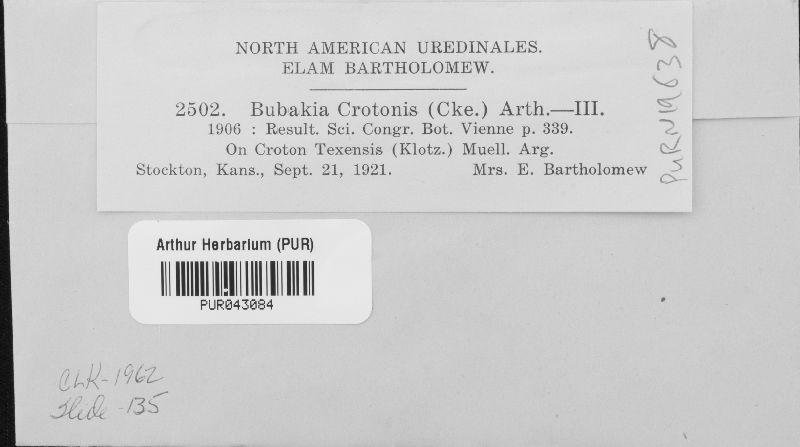 NORTH AMERICAN UREDINALES.
ELAM BARTHOLOMEW.
2502. Bubakia Crotonis (Cke.) Arth.—III.
1906 : Result. Sci. Congr. Bot. Vienne p. 339.
On Croton Texensis (Klotz.) Muell. Arg.
Stockton, Kans., Sept. 21, 1921. Mrs. E. Bartholomew
PURN19638
Arthur Herbarium (PUR)
PUR043084
CLK-1962
Slide-135